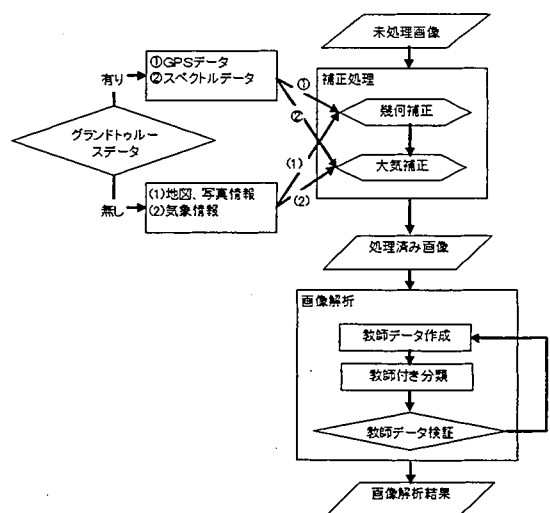 未処理画像
①GPSデータ
②スペクトルデータ
有り
①
補正処理
幾何補正
②
グランドトゥルー
スデータ
(1)
大気補正
無し
(1)地図、写真情報
(2)気象情報
(2)
処理済み画像
画像解析
教師データ作成
教師付き分類
教師データ検証
画像解析結果